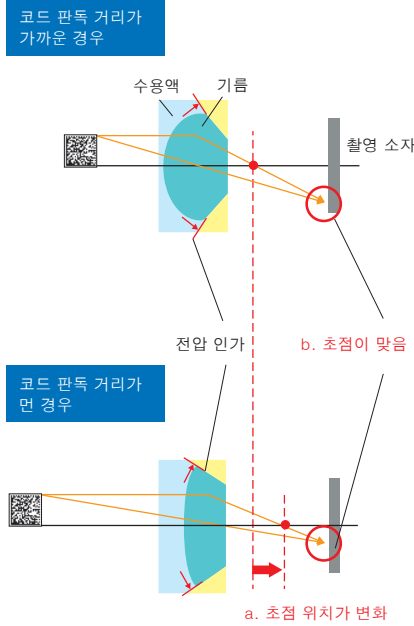 코드 판독 거리가
가까운 경우
수용액
기름
촬영 소자
전압 인가
b. 초점이 맞음
코드 판독 거리가
먼 경우
a. 초점 위치가 변화